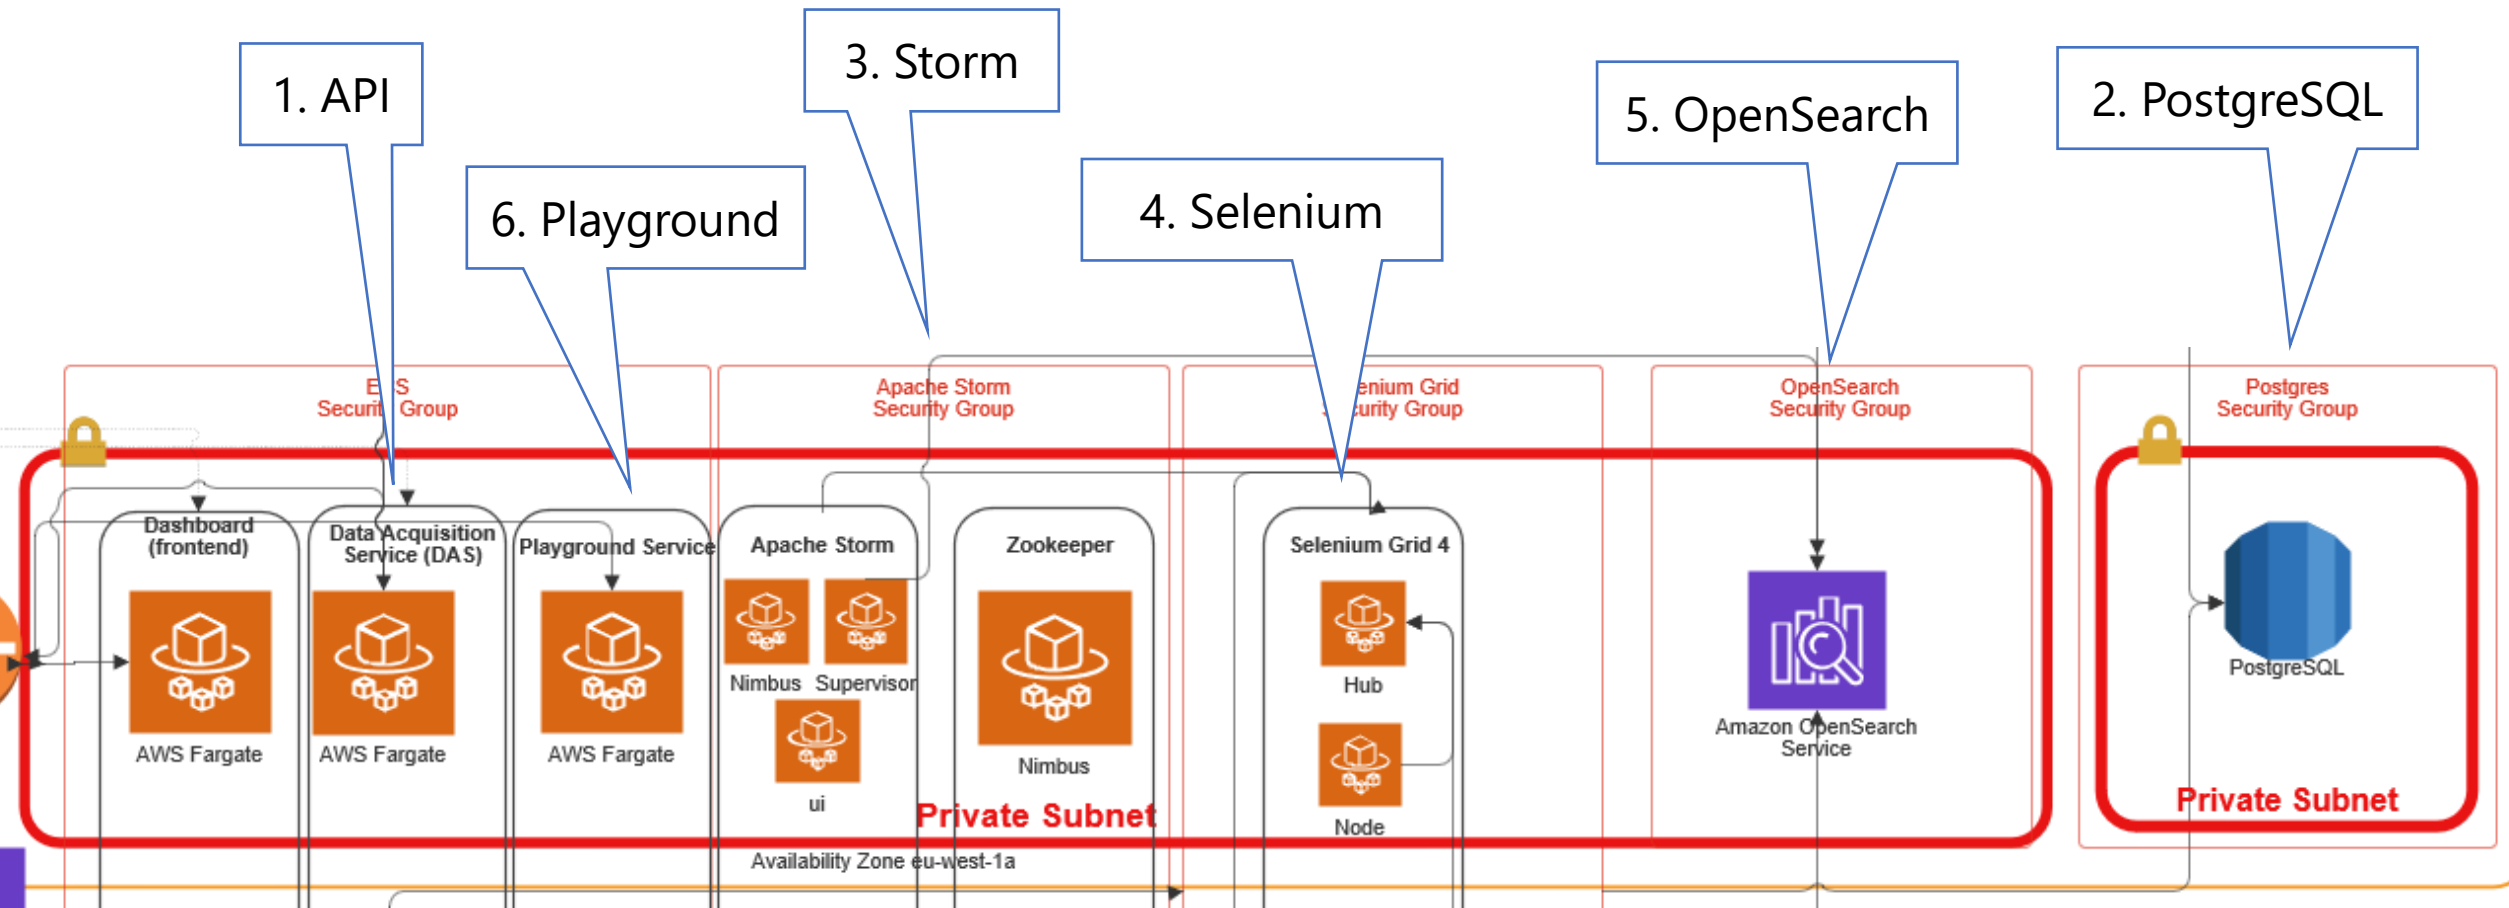 3. Storm
1. API
2. PostgreSQL
5. OpenSearch
6. Playground
4. Selenium
Security Group
Apache Storm
Security Group
Grid
OpenSearch
Security Group
Postgres
Security Group
Dashboard
(frontend)
Data Acquisition
Service (DAS)
Playground Service
Apache Storm
Zookeeper
Selenium Grid 4
Nimbus
Supervisor
Hub
PostgreSQL
AWS Fargate
AWS Fargate
AWS Fargate
Nimbus
Amazon OpenSearch
Service
ui
Node
Private Subnet
Private Subnet
Availability Zone eu-west-1a